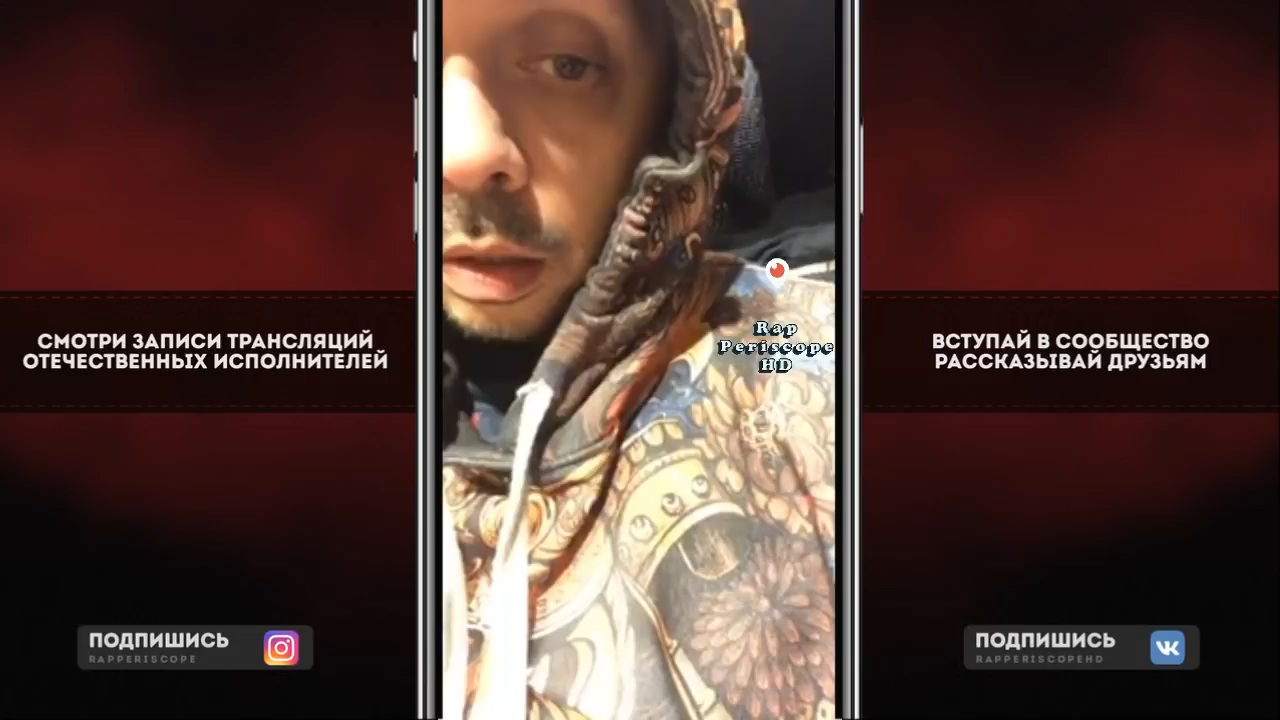 СМОТРИ ЗАПИСИ ТРАНСЛЯЦИЙ
ОТЕЧЕСТВЕННЫХ ИСПОЛНИТЕЛЕЙ
Rap
Periscope
HD
ВСТУПАЙ В СООБЩЕСТВО
РАССКАЗЫВАЙ ДРУЗЬЯМ
ПОДПИШИСЬ
RAPPERISCOPE
ПОДПИШИСЬ
RAPPERISCOPEHD